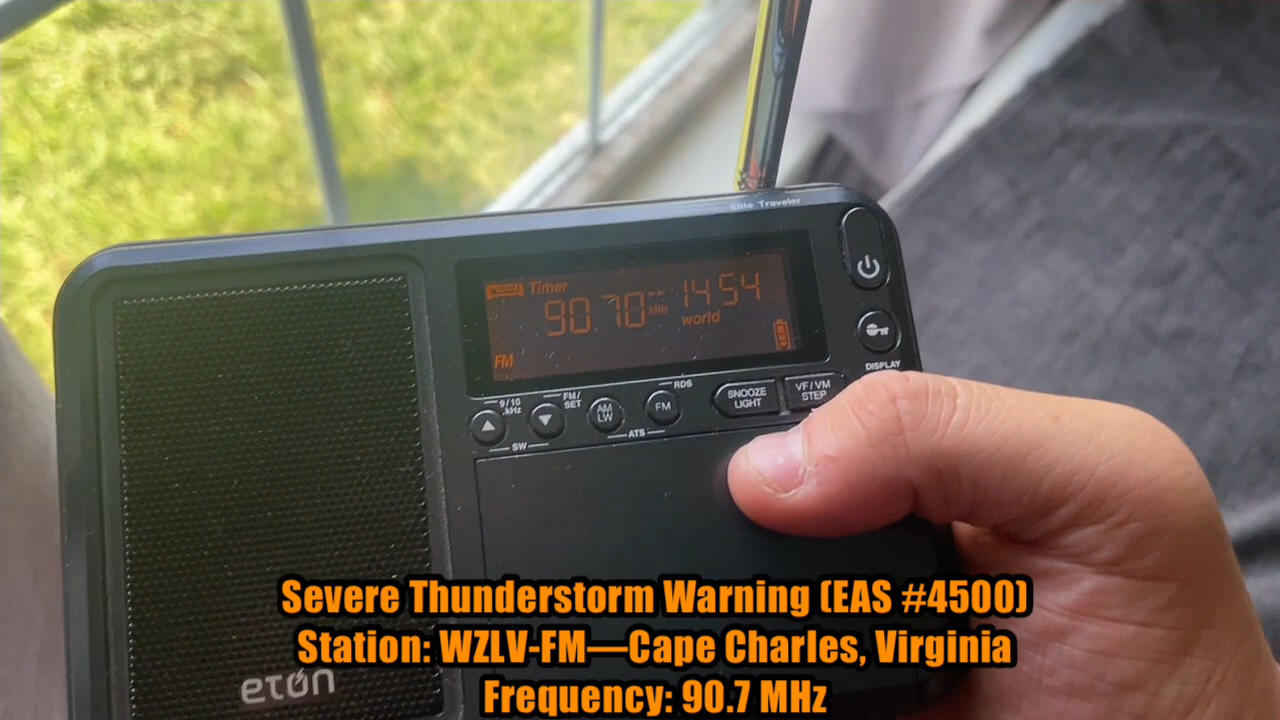 Elite Traveler
Timer
90.70 MHz 14 54
world
FM
DISPLAY
9/10 kHz
FM/SET
RDS
AM LW
FM
SNOOZE LIGHT
VF/VM STEP
SW
ATS
etón
Severe Thunderstorm Warning (EAS #4500)
Station: WZLV-FM—Cape Charles, Virginia
Frequency: 90.7 MHz